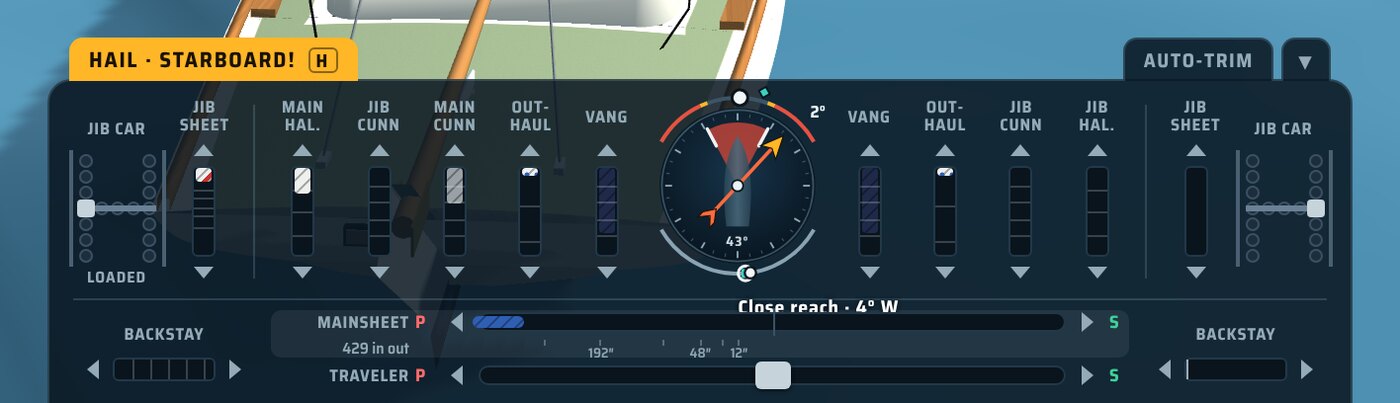 HAIL · STARBOARD! H
AUTO-TRIM ▼
JIB CAR
JIB SHEET
MAIN HAL.
JIB CUNN
MAIN CUNN
OUT-HAUL
VANG
2°
VANG
OUT-HAUL
JIB CUNN
JIB HAL.
JIB SHEET
JIB CAR
43°
LOADED
Close reach · 4° W
BACKSTAY
MAINSHEET P S
429 in out
192" 48" 12"
TRAVELER P S
BACKSTAY